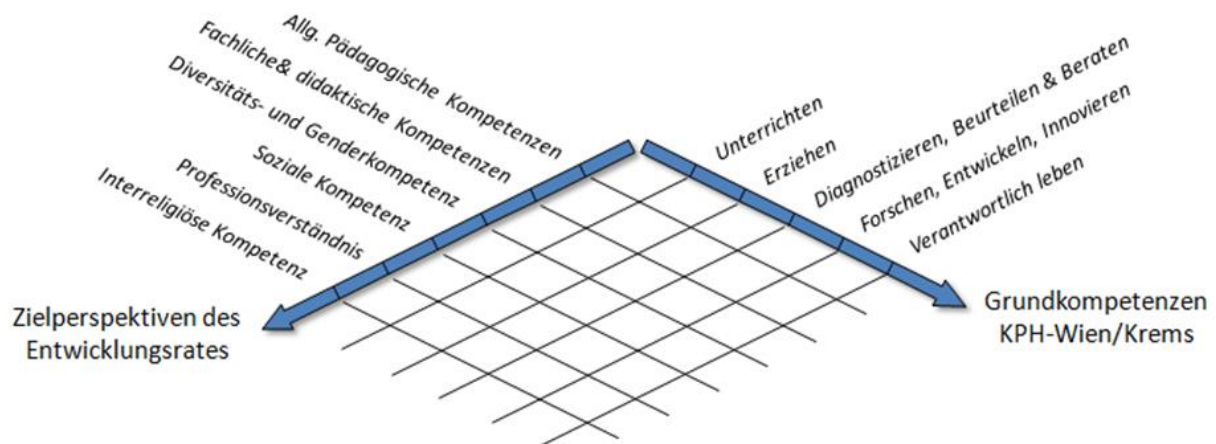 Allg. Pädagogische Kompetenzen
Fachliche& didaktische Kompetenzen
Diversitäts- und Genderkompetenz
Soziale Kompetenz
Professionsverständnis
Interreligiöse Kompetenz
Zielperspektiven des
Entwicklungsrates
Unterrichten
Erziehen
Diagnostizieren, Beurteilen & Beraten
Forschen, Entwickeln, Innovieren
Verantwortlich leben
Grundkompetenzen
KPH-Wien/Krems